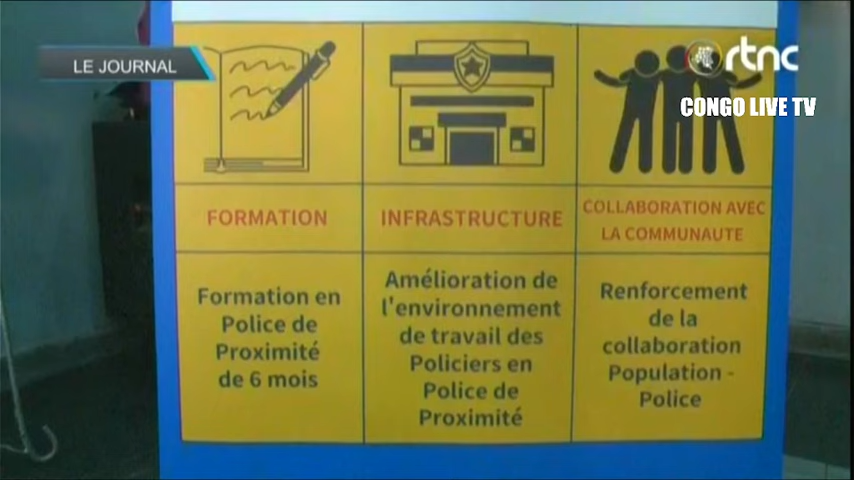 LE JOURNAL
rtnc
CONGO LIVE TV
FORMATION
INFRASTRUCTURE
COLLABORATION AVEC
LA COMMUNAUTE
Formation en
Police de
Proximité
de 6 mois
Amélioration de
l'environnement
de travail des
Policiers en
Police de
Proximité
Renforcement
de la
collaboration
Population -
Police